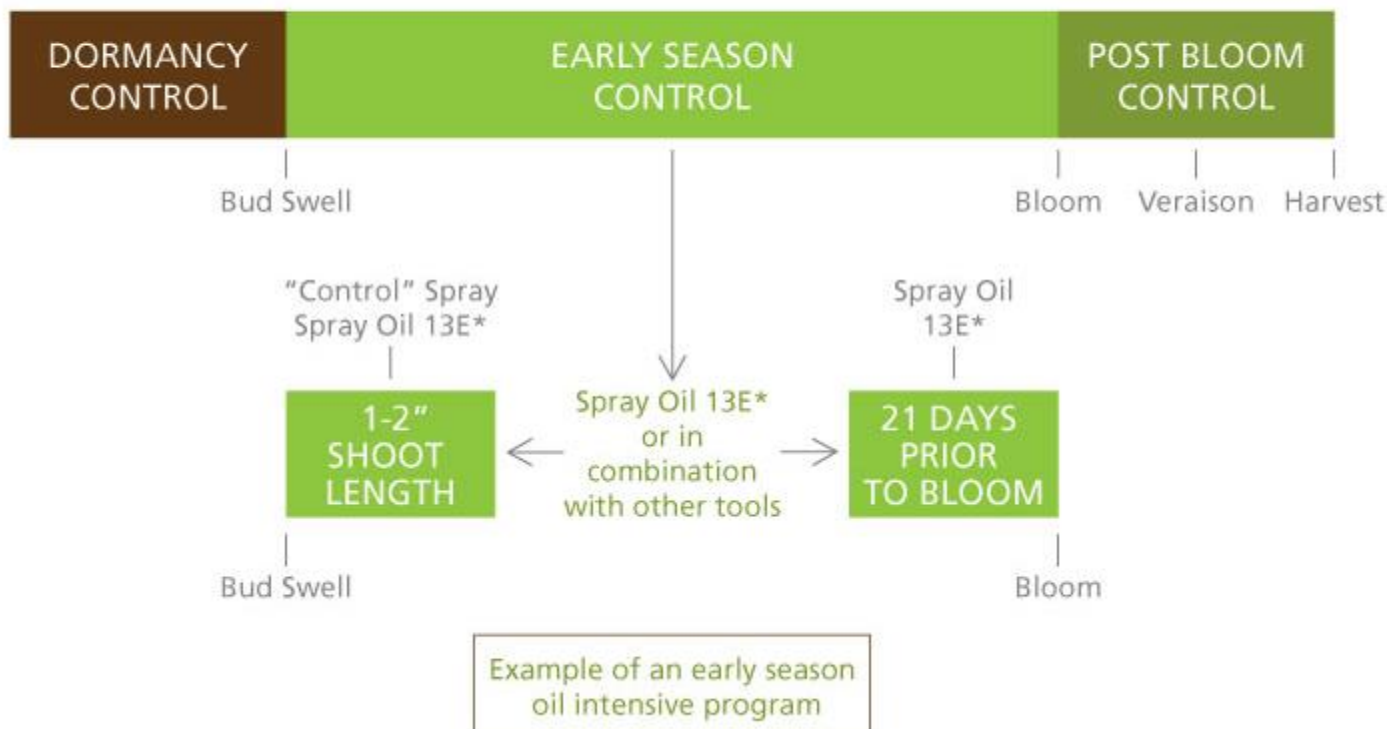 DORMANCY
CONTROL
EARLY SEASON
CONTROL
POST BLOOM
CONTROL
Bud Swell
Bloom
Veraison
Harvest
"Control" Spray
Spray Oil 13E*
Spray Oil
13E*
1-2"
SHOOT
LENGTH
Spray Oil 13E*
or in
combination
with other tools
21 DAYS
PRIOR
TO BLOOM
Bud Swell
Bloom
Example of an early season
oil intensive program